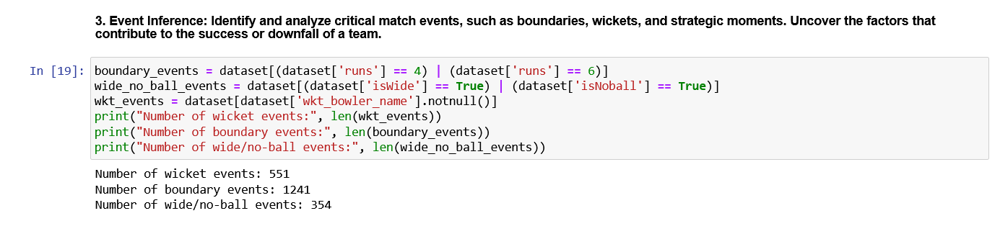 3. Event Inference: Identify and analyze critical match events, such as boundaries, wickets, and strategic moments. Uncover the factors that
contribute to the success or downfall of a team.
In [19]: boundary_events = dataset[(dataset['runs'] == 4) | (dataset['runs'] == 6)]
wide_no_ball_events = dataset[(dataset['isWide'] == True) | (dataset['isNoball'] == True)]
wkt_events = dataset[dataset['wkt_bowler_name'].notnull()]
print("Number of wicket events:", len(wkt_events))
print("Number of boundary events:", len(boundary_events))
print("Number of wide/no-ball events:", len(wide_no_ball_events))
Number of wicket events: 551
Number of boundary events: 1241
Number of wide/no-ball events: 354